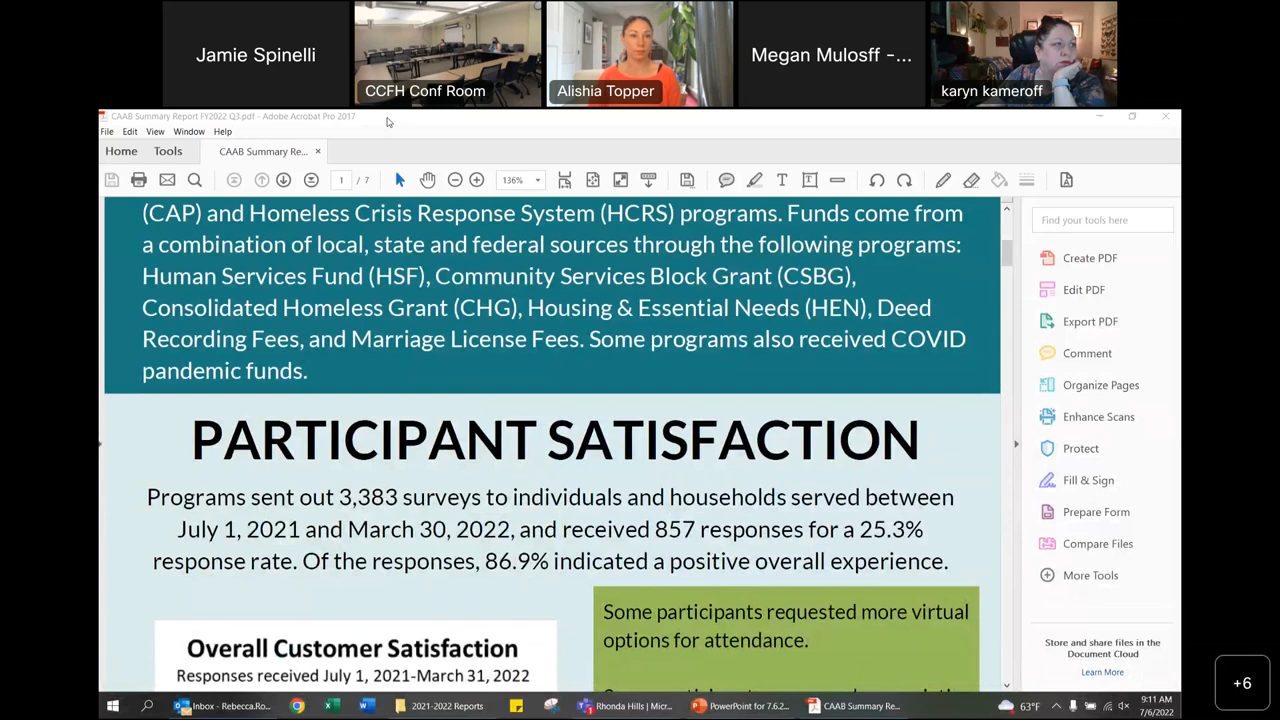 Jamie Spinelli
CCFH Conf Room
Alishia Topper
Megan Mulosff - ...
karyn kameroff
CAAB Summary Report FY2022 Q3.pdf - Adobe Acrobat Pro 2017
File Edit View Window Help
Home Tools CAAB Summary Re... ×
1 / 7 136%
(CAP) and Homeless Crisis Response System (HCRS) programs. Funds come from
a combination of local, state and federal sources through the following programs:
Human Services Fund (HSF), Community Services Block Grant (CSBG),
Consolidated Homeless Grant (CHG), Housing & Essential Needs (HEN), Deed
Recording Fees, and Marriage License Fees. Some programs also received COVID
pandemic funds.
PARTICIPANT SATISFACTION
Programs sent out 3,383 surveys to individuals and households served between
July 1, 2021 and March 30, 2022, and received 857 responses for a 25.3%
response rate. Of the responses, 86.9% indicated a positive overall experience.
Overall Customer Satisfaction
Responses received July 1, 2021-March 31, 2022
Some participants requested more virtual
options for attendance.
Find your tools here
Create PDF
Edit PDF
Export PDF
Comment
Organize Pages
Enhance Scans
Protect
Fill & Sign
Prepare Form
Compare Files
More Tools
Store and share files in the
Document Cloud
Learn More
+6
Inbox - Rebecca.Ro...
2021-2022 Reports
Rhonda Hills | Micr...
PowerPoint for 7.6.2...
CAAB Summary Re...
63°F
9:11 AM
7/6/2022